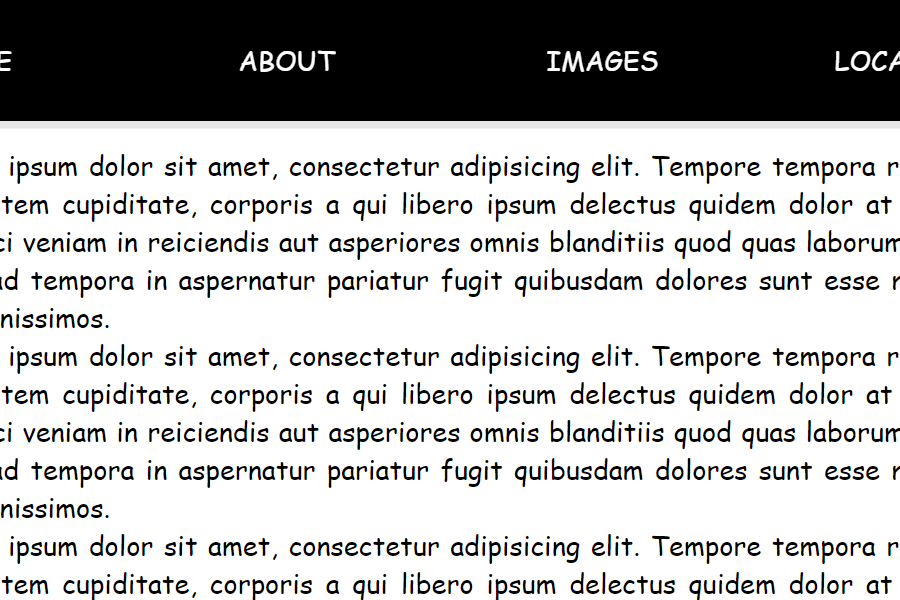 ABOUT IMAGES
ipsum dolor sit amet, consectetur adipisicing elit. Tempore tempora
tem cupiditate, corporis a qui libero ipsum delectus quidem dolor at
ci veniam in reiciendis aut asperiores omnis blanditiis quod quas laborum
ad tempora in aspernatur pariatur fugit quibusdam dolores sunt esse
nissimos.
ipsum dolor sit amet, consectetur adipisicing elit. Tempore tempora
tem cupiditate, corporis a qui libero ipsum delectus quidem dolor at
ci veniam in reiciendis aut asperiores omnis blanditiis quod quas laborum
ad tempora in aspernatur pariatur fugit quibusdam dolores sunt esse
nissimos.
ipsum dolor sit amet, consectetur adipisicing elit. Tempore tempora
tem cupiditate, corporis a qui libero ipsum delectus quidem dolor at